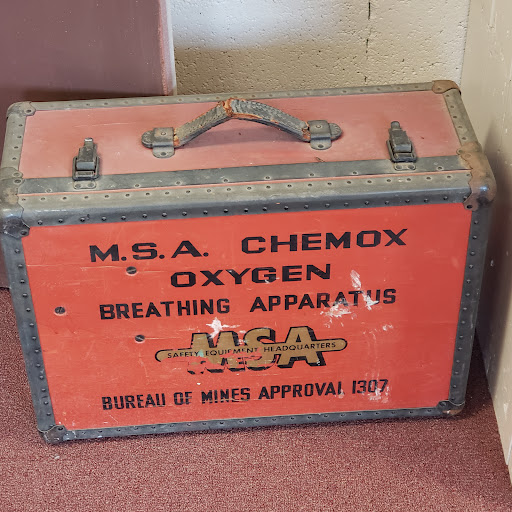 M.S.A. CHEMOX
OXYGEN
BREATHING APPARATUS
MSA
SAFETY EQUIPMENT HEADQUARTERS
BUREAU OF MINES APPROVAL 1307